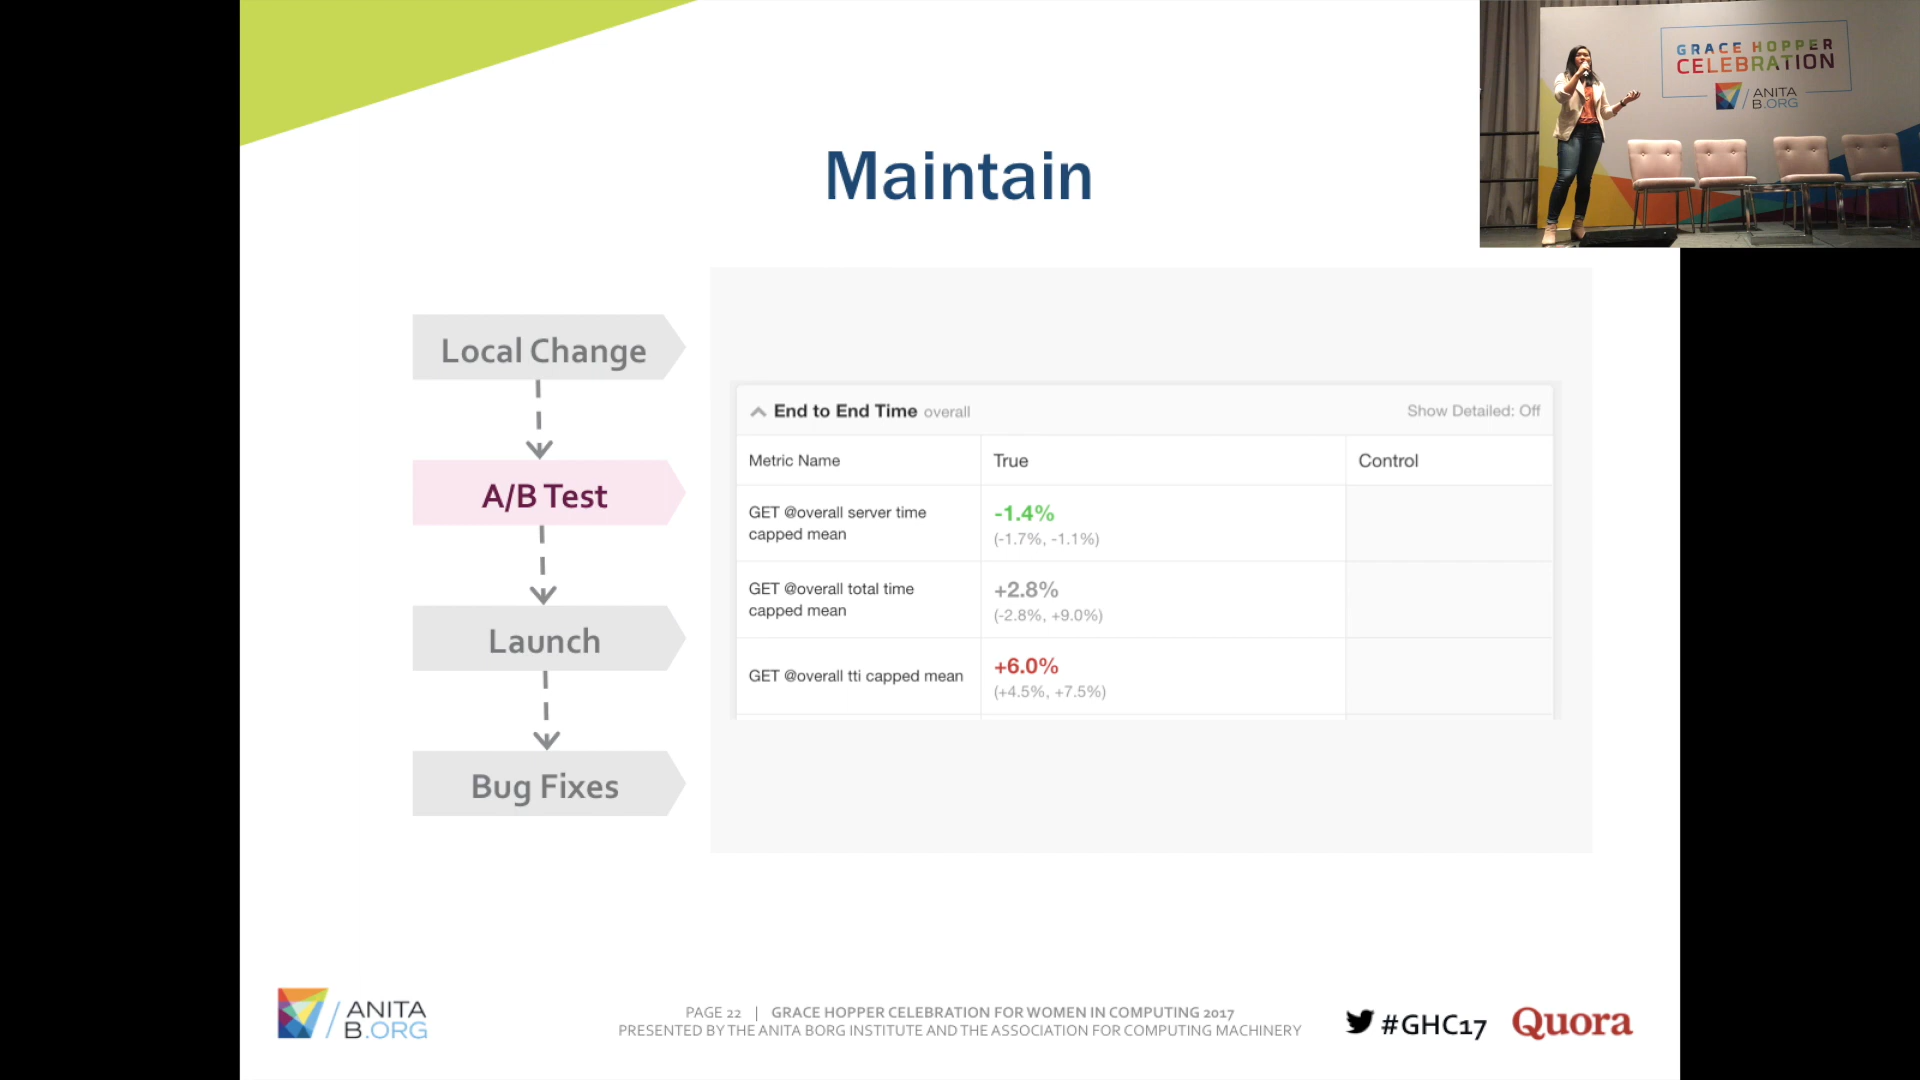 GRACE HOPPER
CELEBRATION
ANITA
B.ORG
Maintain
Local Change
A/B Test
Launch
Bug Fixes
End to End Time overall
Show Detailed: Off
Metric Name
True
Control
GET @overall server time
capped mean
-1.4%
(-1.7%, -1.1%)
GET @overall total time
capped mean
+2.8%
(-2.8%, +9.0%)
GET @overall tti capped mean
+6.0%
(+4.5%, +7.5%)
ANITA
B.ORG
PAGE 22 | GRACE HOPPER CELEBRATION FOR WOMEN IN COMPUTING 2017
PRESENTED BY THE ANITA BORG INSTITUTE AND THE ASSOCIATION FOR COMPUTING MACHINERY
#GHC17
Quora